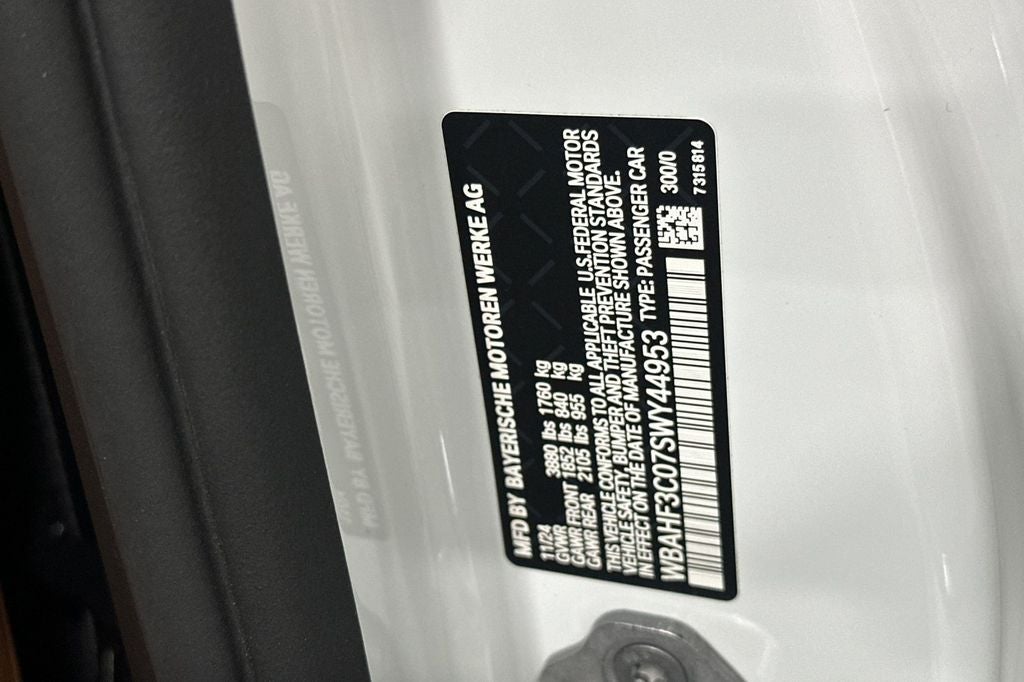 MFD BY BAYERISCHE MOTOREN WERKE AG
11/24
GVWR 3880 lbs 1760 kg
GAWR FRONT 1852 lbs 840 kg
GAWR REAR 2105 lbs 955 kg
THIS VEHICLE CONFORMS TO ALL APPLICABLE U.S.FEDERAL MOTOR
VEHICLE SAFETY, BUMPER AND THEFT PREVENTION STANDARDS
IN EFFECT ON THE DATE OF MANUFACTURE SHOWN ABOVE.
WBAHF3C07SWY44953 TYPE: PASSENGER CAR
300/0
7315814